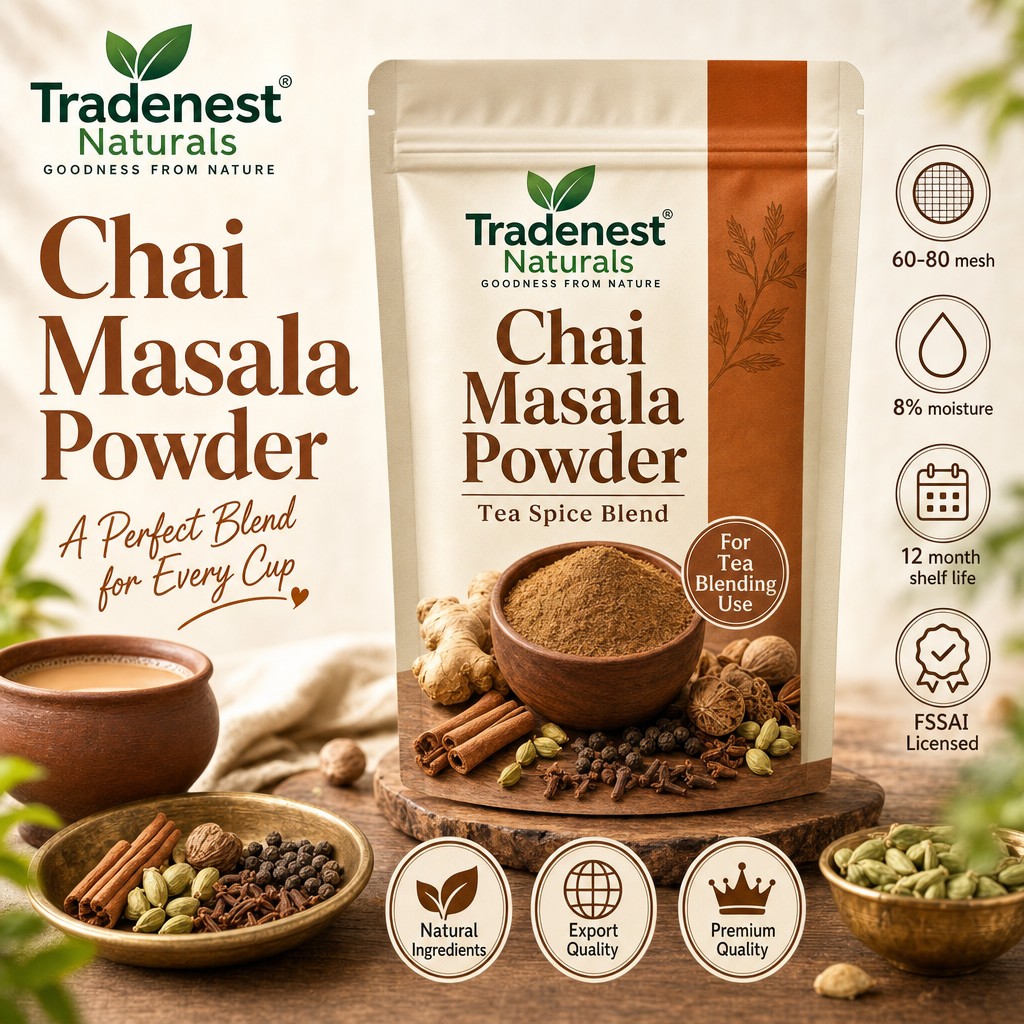 Tradenest®
Naturals
GOODNESS FROM NATURE
Chai
Masala
Powder
A Perfect Blend
for Every Cup
Tradenest®
Naturals
GOODNESS FROM NATURE
Chai
Masala
Powder
Tea Spice Blend
For
Tea
Blending
Use
60-80 mesh
8% moisture
12 month
shelf life
FSSAI
Licensed
Natural
Ingredients
Export
Quality
Premium
Quality